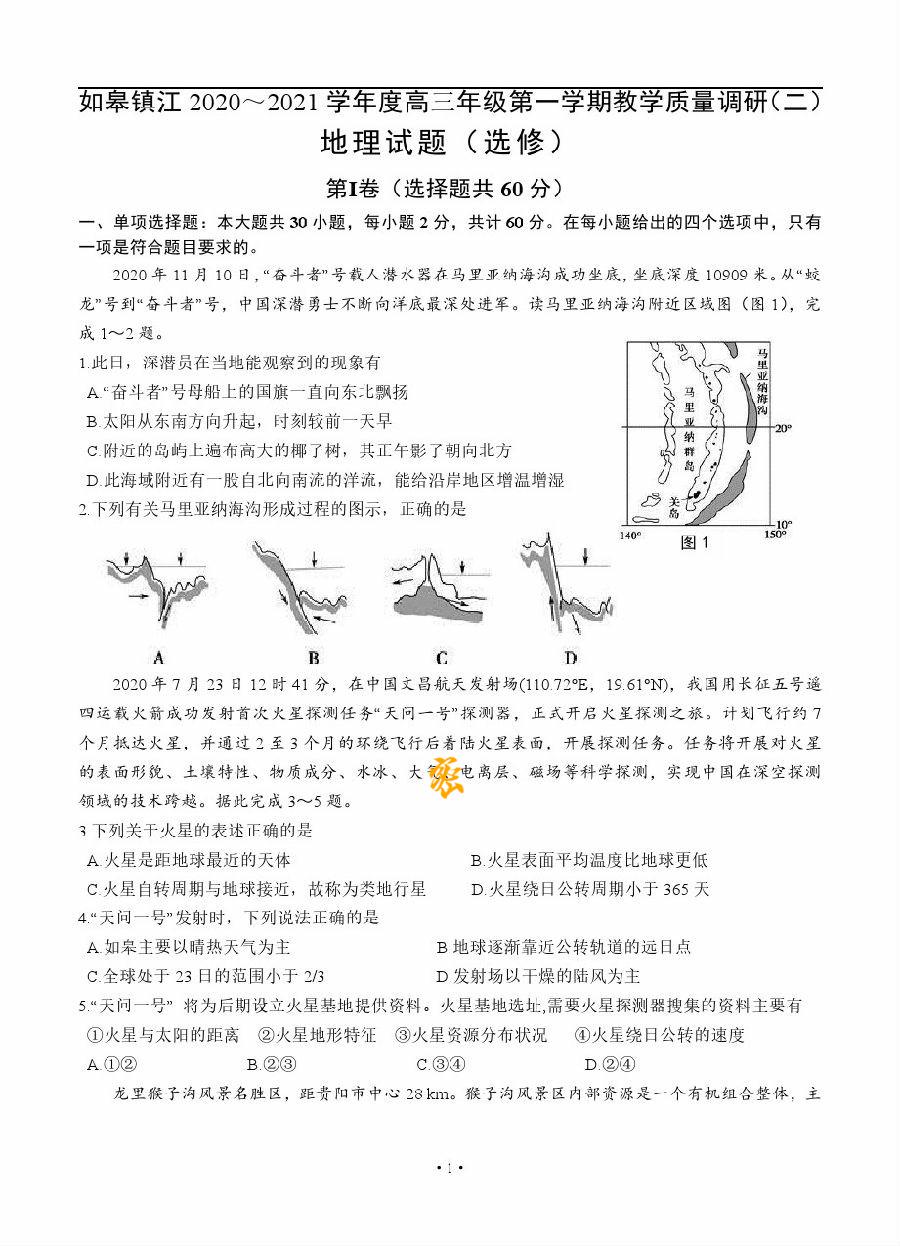 如皋镇江 2020～2021 学年度高三年级第一学期教学质量调研（二）
地理试题（选修）
第Ⅰ卷（选择题共 60 分）
一、单项选择题：本大题共 30 小题，每小题 2 分，共计 60 分。在每小题给出的四个选项中，只有
一项是符合题目要求的。
2020 年 11 月 10 日，“奋斗者”号载人潜水器在马里亚纳海沟成功坐底，坐底深度 10909 米。从“蛟
龙”号到“奋斗者”号，中国深潜勇士不断向洋底最深处进军。读马里亚纳海沟附近区域图（图 1），完
成 1～2 题。
1.此日，深潜员在当地能观察到的现象有
A.“奋斗者”号母船上的国旗一直向东北飘扬
B.太阳从东南方向升起，时刻较前一天早
C.附近的岛屿上遍布高大的椰了树，其正午影了朝向北方
D.此海域附近有一股自北向南流的洋流，能给沿岸地区增温增湿
2.下列有关马里亚纳海沟形成过程的图示，正确的是
马里亚纳海沟
马里亚纳群岛
关岛
20°
10°
140°
150°
图 1
A
B
C
D
2020 年 7 月 23 日 12 时 41 分，在中国文昌航天发射场(110.72°E，19.61°N)，我国用长征五号遥
四运载火箭成功发射首次火星探测任务“天问一号”探测器，正式开启火星探测之旅。计划飞行约 7
个月抵达火星，并通过 2 至 3 个月的环绕飞行后着陆火星表面，开展探测任务。任务将开展对火星
的表面形貌、土壤特性、物质成分、水冰、大气、电离层、磁场等科学探测，实现中国在深空探测
领域的技术跨越。据此完成 3～5 题。
3 下列关于火星的表述正确的是
A.火星是距地球最近的天体
B.火星表面平均温度比地球更低
C.火星自转周期与地球接近，故称为类地行星
D.火星绕日公转周期小于 365 天
4.“天问一号”发射时，下列说法正确的是
A.如皋主要以晴热天气为主
B 地球逐渐靠近公转轨道的远日点
C.全球处于 23 日的范围小于 2/3
D 发射场以干燥的陆风为主
5.“天问一号” 将为后期设立火星基地提供资料。火星基地选址,需要火星探测器搜集的资料主要有
①火星与太阳的距离 ②火星地形特征 ③火星资源分布状况 ④火星绕日公转的速度
A.①② B.②③ C.③④ D.②④
龙里猴子沟风景名胜区，距贵阳市中心 28 km。猴子沟风景区内部资源是一个有机组合整体，主
·1·